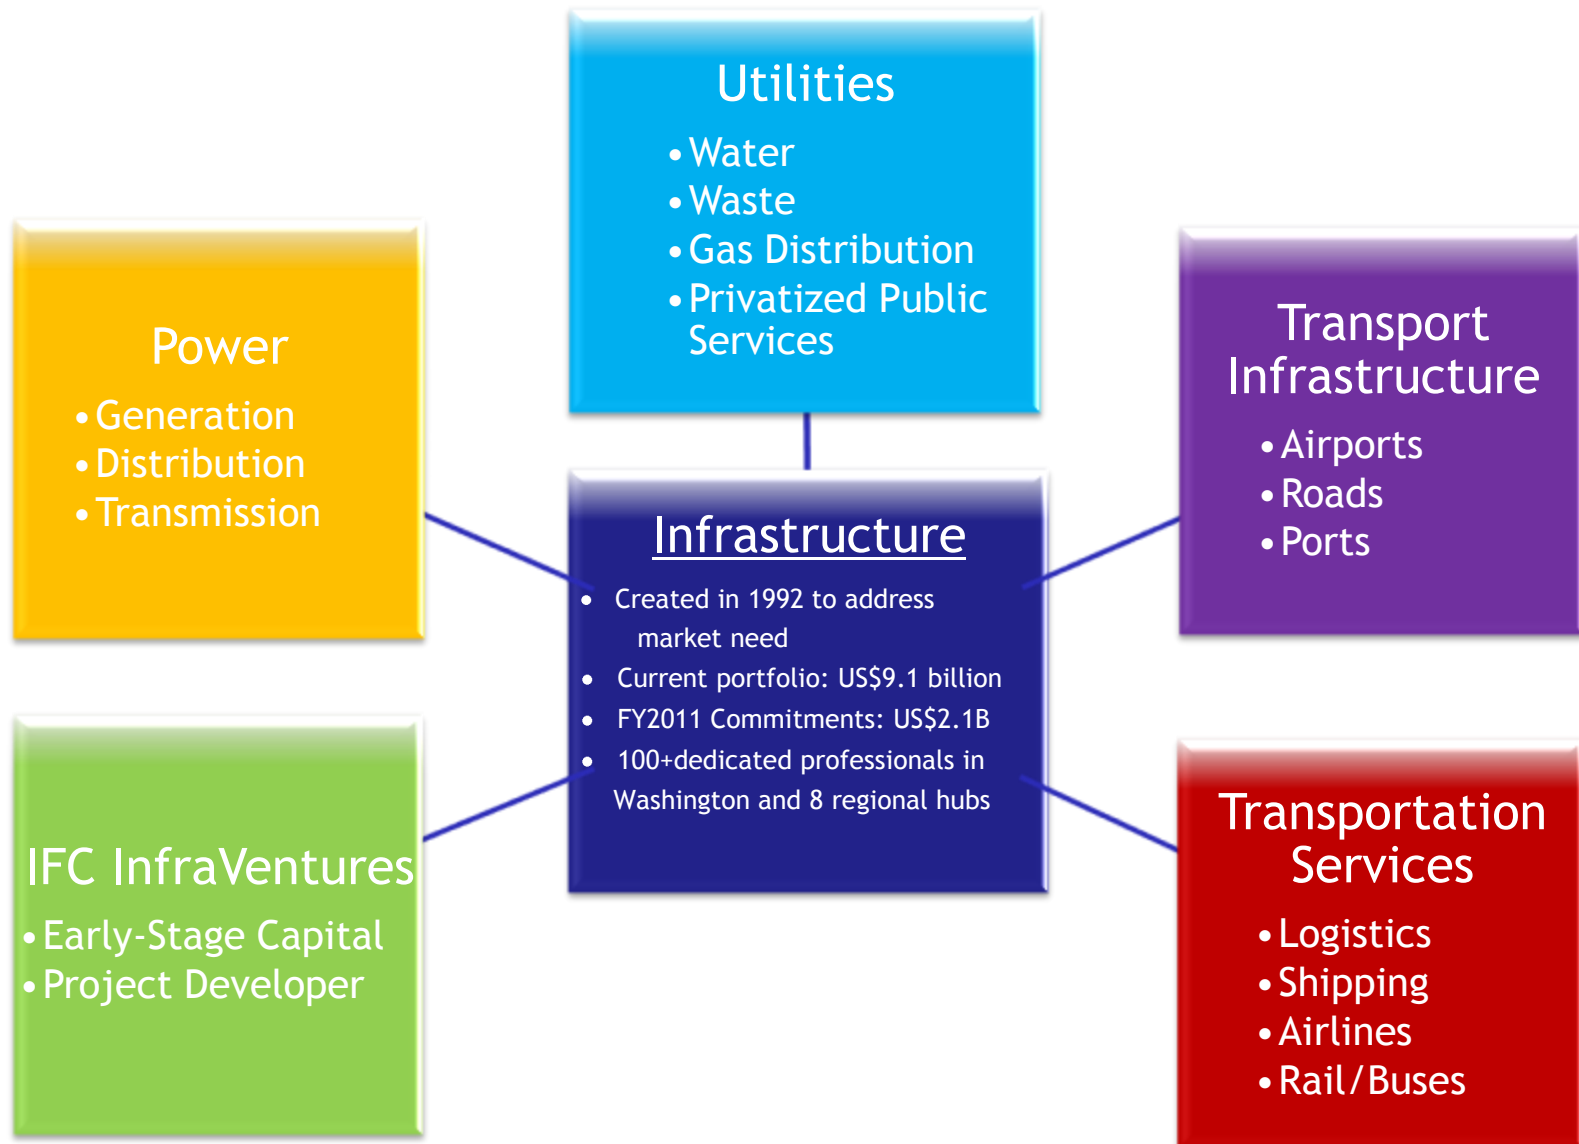 Utilities
•Water
•Waste
•Gas Distribution
•Privatized Public
Services
Power
•Generation
•Distribution
•Transmission
Transport
Infrastructure
•Airports
•Roads
•Ports
Infrastructure
• Created in 1992 to address
market need
• Current portfolio: US$9.1 billion
• FY2011 Commitments: US$2.1B
• 100+dedicated professionals in
Washington and 8 regional hubs
IFC InfraVentures
•Early-Stage Capital
•Project Developer
Transportation
Services
•Logistics
•Shipping
•Airlines
•Rail/Buses